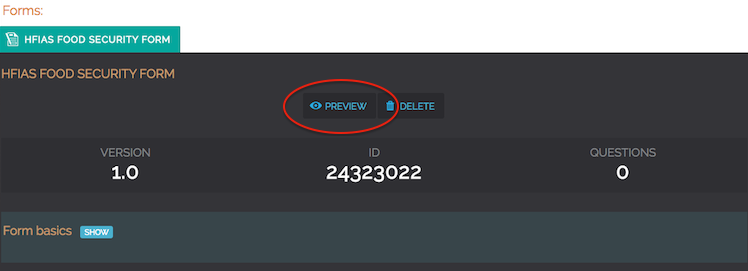 Forms:
HFIAS FOOD SECURITY FORM
HFIAS FOOD SECURITY FORM
PREVIEW DELETE
VERSION ID QUESTIONS
1.0 24323022 0
Form basics SHOW